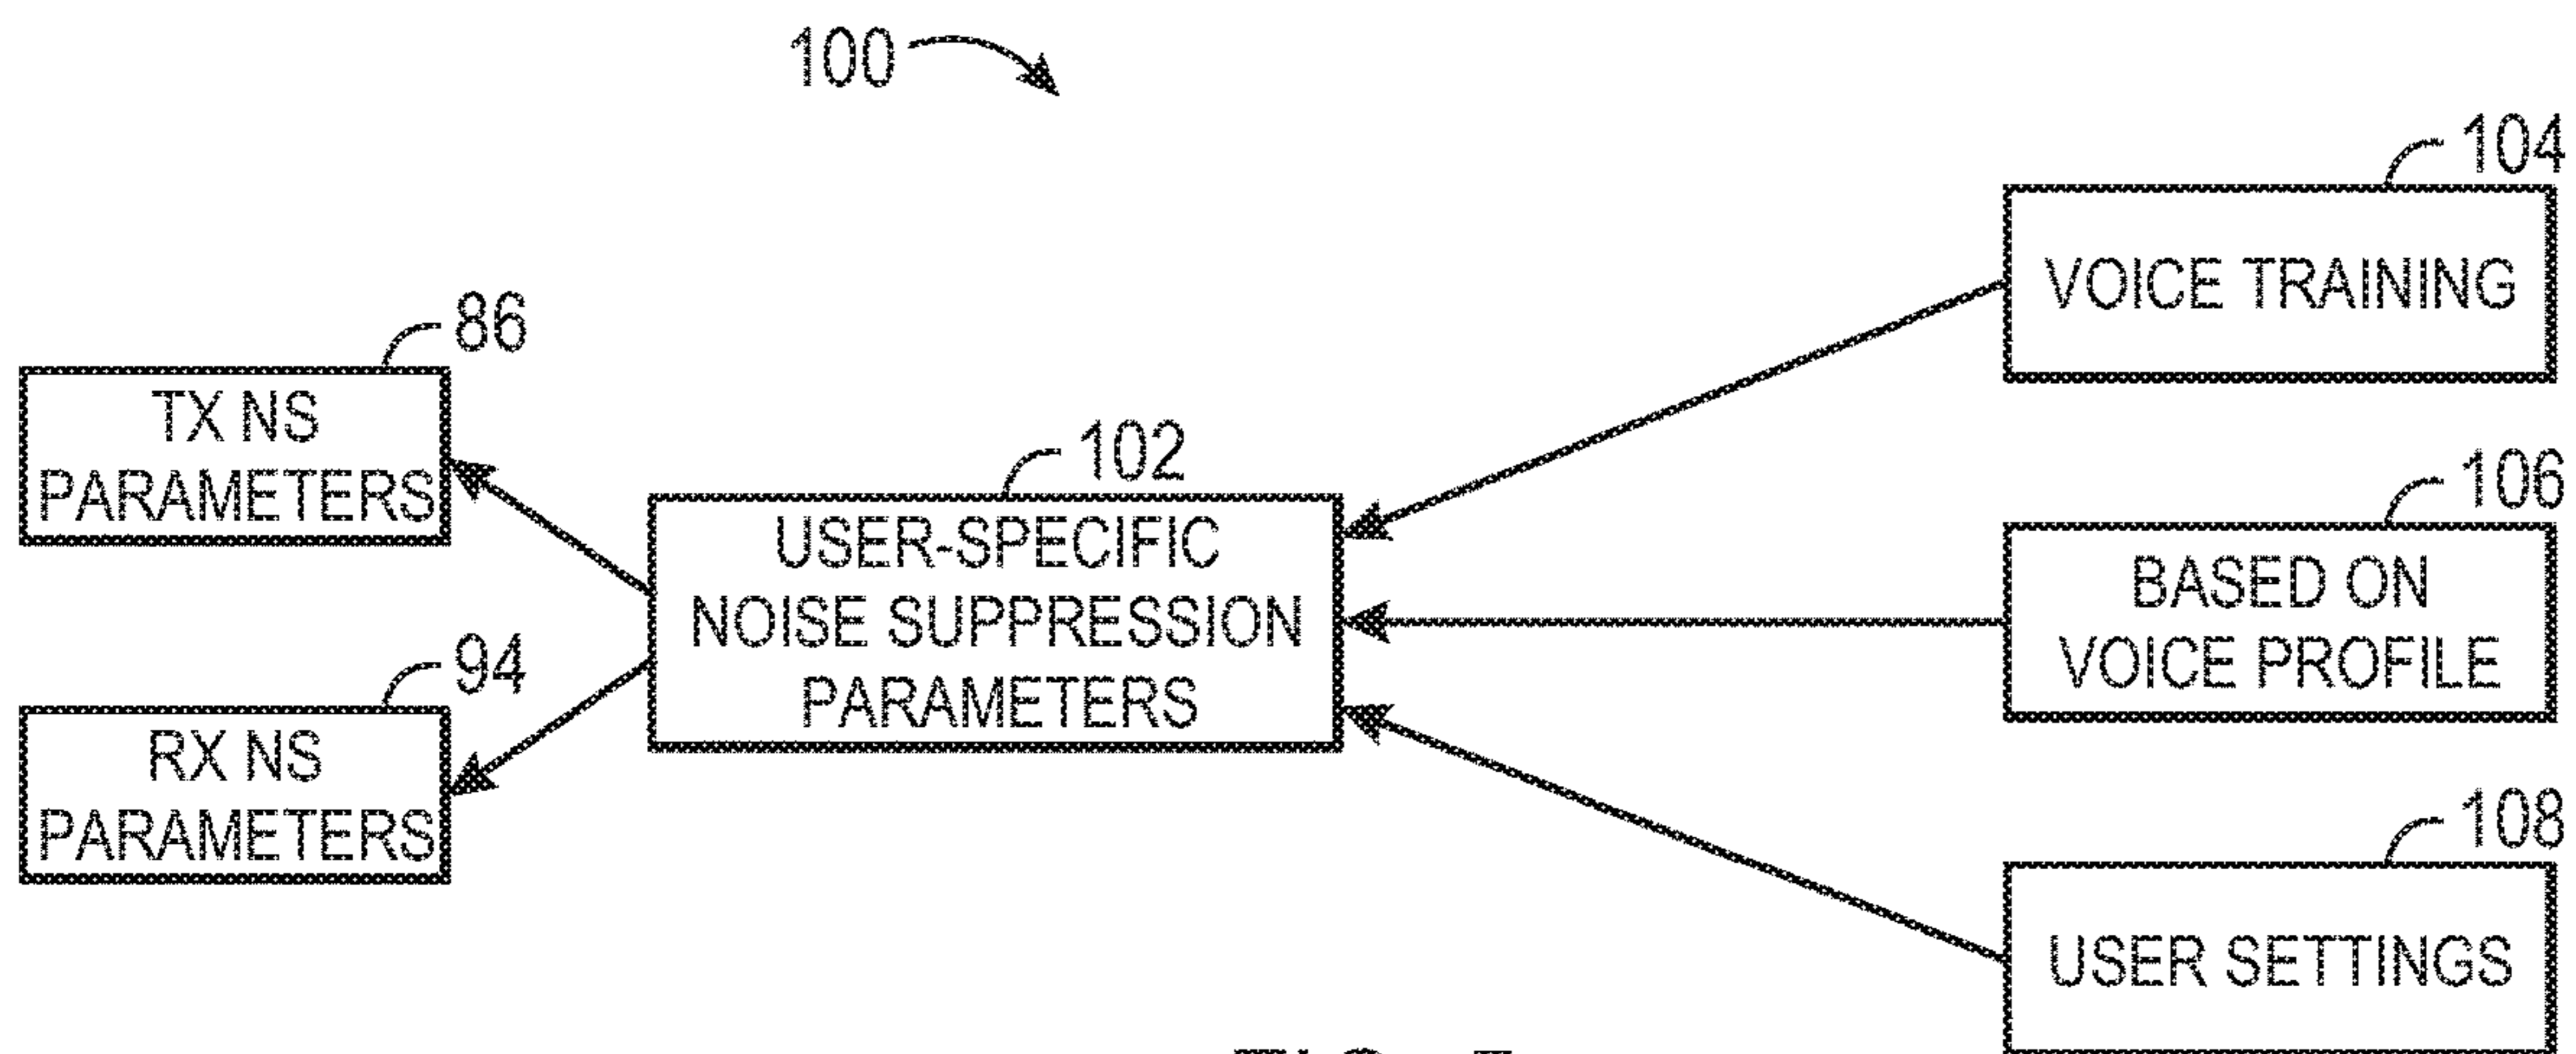 100
104
VOICE TRAINING
86
TX NS
PARAMETERS
102
USER-SPECIFIC
NOISE SUPPRESSION
PARAMETERS
106
BASED ON
VOICE PROFILE
94
RX NS
PARAMETERS
108
USER SETTINGS